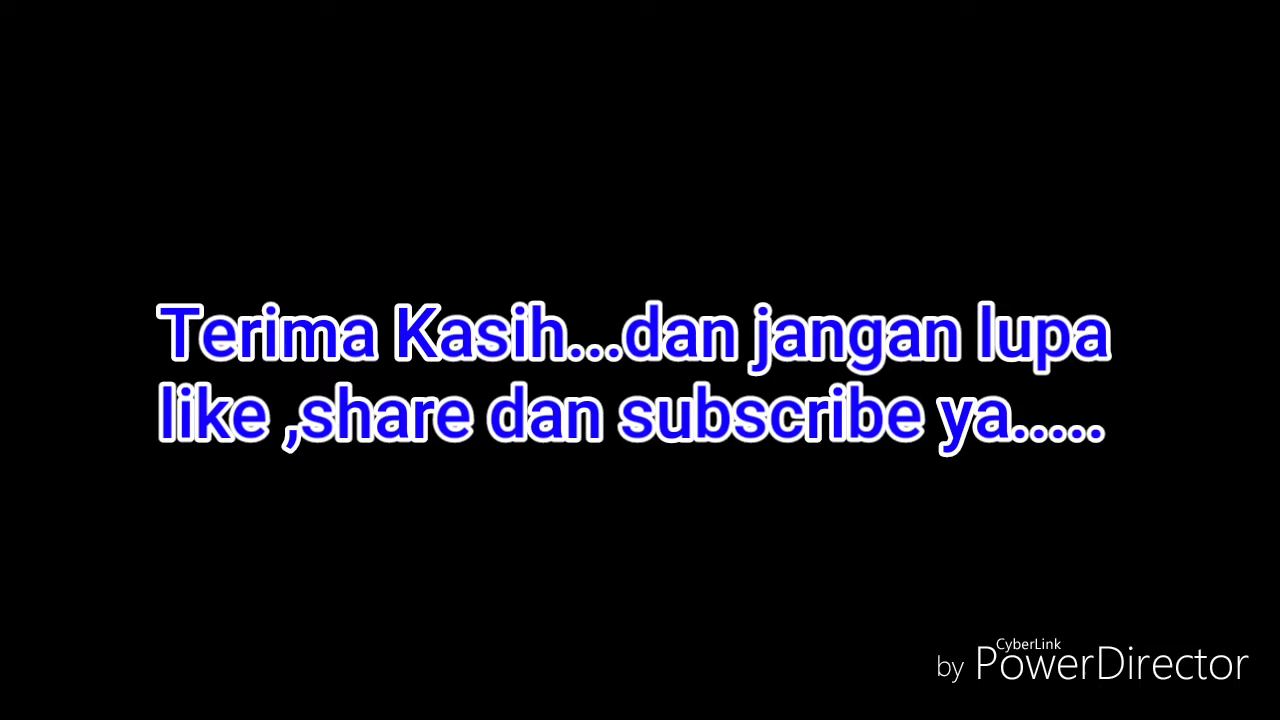 Terima Kasih...dan jangan lupa
like ,share dan subscribe ya.....
CyberLink
by PowerDirector